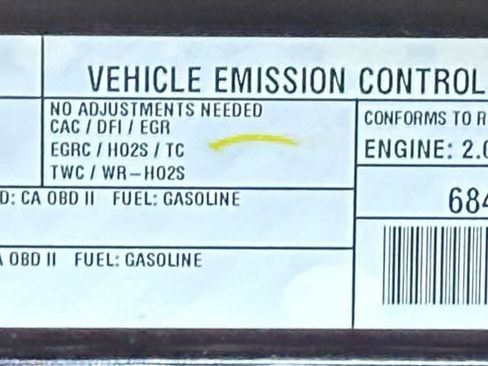 VEHICLE EMISSION CONTROL
NO ADJUSTMENTS NEEDED
CAC / DFI / EGR
EGRC / HO2S / TC
TWC / WR-HO2S
CONFORMS TO R
ENGINE: 2.0
684
D: CA OBD II FUEL: GASOLINE
A OBD II FUEL: GASOLINE